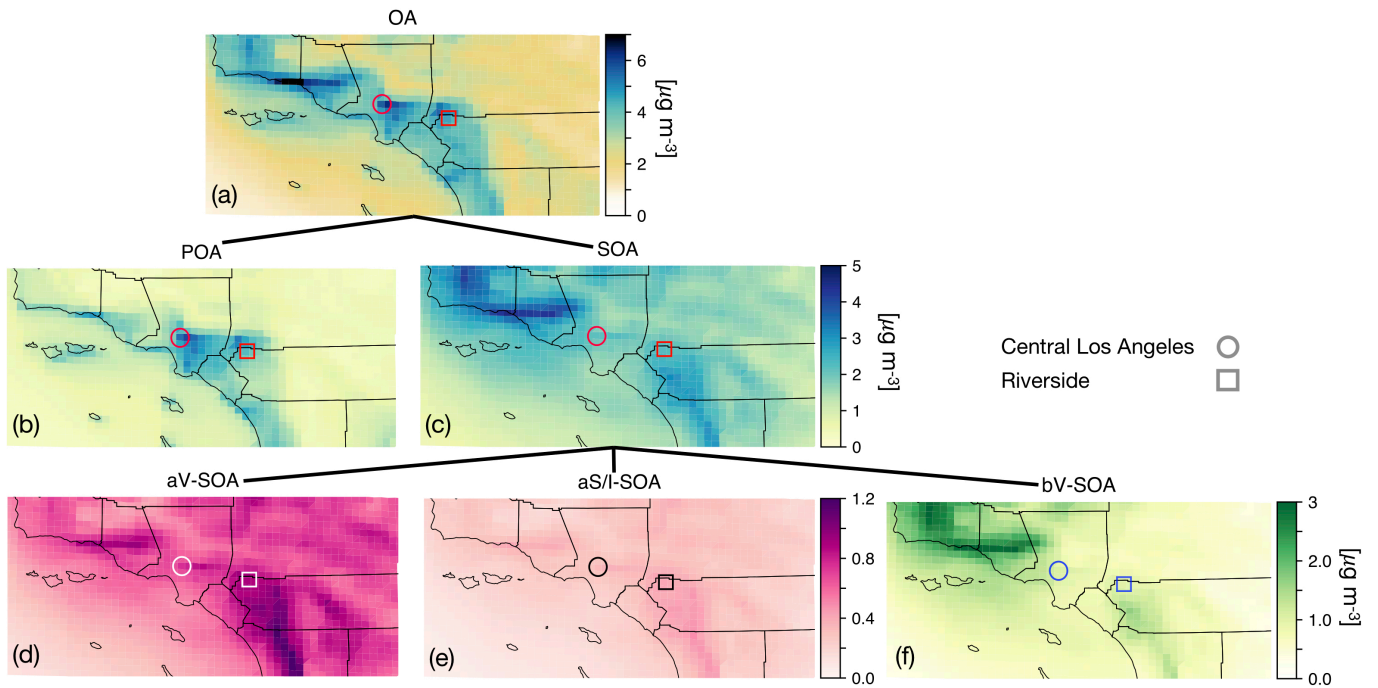 OA
6
4
2
0
[µg m⁻³]
(a)
POA
SOA
(b)
(c)
5
4
3
2
1
0
[µg m⁻³]
Central Los Angeles
Riverside
aV-SOA
aS/I-SOA
bV-SOA
(d)
(e)
1.2
0.8
0.4
0.0
(f)
3
2.0
1.0
0.0
[µg m⁻³]